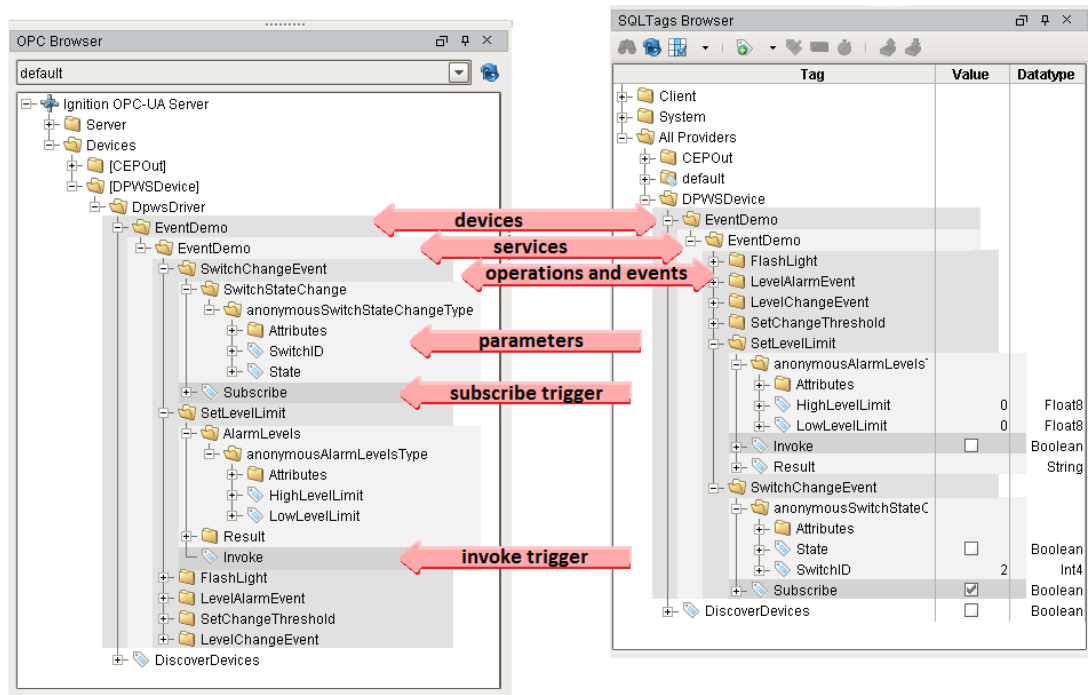 OPC Browser
default
Ignition OPC-UA Server
Server
Devices
[CEPOut]
[DPWSDevice]
DpwsDriver
EventDemo
EventDemo
SwitchChangeEvent
SwitchStateChange
anonymousSwitchStateChangeType
Attributes
SwitchID
State
Subscribe
SetLevelLimit
AlarmLevels
anonymousAlarmLevelsType
Attributes
HighLevelLimit
LowLevelLimit
Result
Invoke
FlashLight
LevelAlarmEvent
SetChangeThreshold
LevelChangeEvent
DiscoverDevices
devices
services
operations and events
parameters
subscribe trigger
invoke trigger
SQLTags Browser
Tag Value Datatype
Client
System
All Providers
CEPOut
default
DPWSDevice
EventDemo
EventDemo
FlashLight
LevelAlarmEvent
LevelChangeEvent
SetChangeThreshold
SetLevelLimit
anonymousAlarmLevels
Attributes
HighLevelLimit 0 Float8
LowLevelLimit 0 Float8
Invoke Boolean
Result String
SwitchChangeEvent
anonymousSwitchStateC
Attributes
State Boolean
SwitchID 2 Int4
Subscribe Boolean
DiscoverDevices Boolean